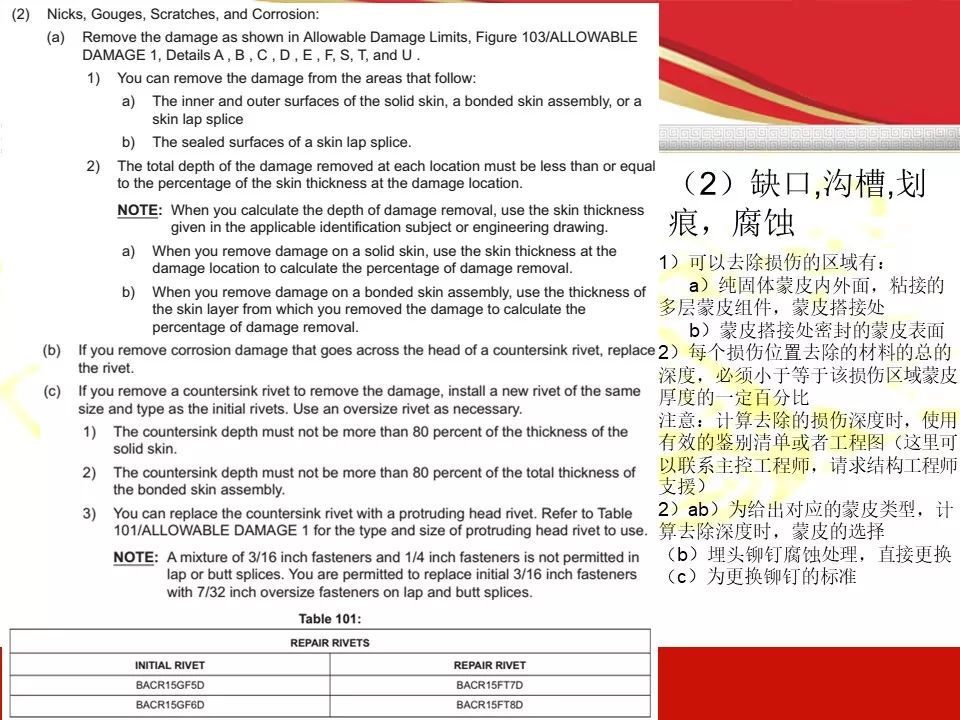 (2) Nicks, Gouges, Scratches, and Corrosion:
(a) Remove the damage as shown in Allowable Damage Limits, Figure 103/ALLOWABLE
DAMAGE 1, Details A , B , C , D , E , F, S, T, and U .
1) You can remove the damage from the areas that follow:
a) The inner and outer surfaces of the solid skin, a bonded skin assembly, or a
skin lap splice
b) The sealed surfaces of a skin lap splice.
2) The total depth of the damage removed at each location must be less than or equal
to the percentage of the skin thickness at the damage location.
NOTE: When you calculate the depth of damage removal, use the skin thickness
given in the applicable identification subject or engineering drawing.
a) When you remove damage on a solid skin, use the skin thickness at the
damage location to calculate the percentage of damage removal.
b) When you remove damage on a bonded skin assembly, use the thickness of
the skin layer from which you removed the damage to calculate the
percentage of damage removal.
(b) If you remove corrosion damage that goes across the head of a countersink rivet, replace
the rivet.
(c) If you remove a countersink rivet to remove the damage, install a new rivet of the same
size and type as the initial rivets. Use an oversize rivet as necessary.
1) The countersink depth must not be more than 80 percent of the thickness of the
solid skin.
2) The countersink depth must not be more than 80 percent of the total thickness of
the bonded skin assembly.
3) You can replace the countersink rivet with a protruding head rivet. Refer to Table
101/ALLOWABLE DAMAGE 1 for the type and size of protruding head rivet to use.
NOTE: A mixture of 3/16 inch fasteners and 1/4 inch fasteners is not permitted in
lap or butt splices. You are permitted to replace initial 3/16 inch fasteners
with 7/32 inch oversize fasteners on lap and butt splices.
Table 101:
REPAIR RIVETS
INITIAL RIVET REPAIR RIVET
BACR15GF5D BACR15FT7D
BACR15GF6D BACR15FT8D
（2）缺口,沟槽,划
痕，腐蚀
1）可以去除损伤的区域有：
a）纯固体蒙皮内外面，粘接的
多层蒙皮组件，蒙皮搭接处
b）蒙皮搭接处密封的蒙皮表面
2）每个损伤位置去除的材料的总的
深度，必须小于等于该损伤区域蒙皮
厚度的一定百分比
注意：计算去除的损伤深度时，使用
有效的鉴别清单或者工程图（这里可
以联系主控工程师，请求结构工程师
支援）
2）ab）为给出对应的蒙皮类型，计
算去除深度时，蒙皮的选择
（b）埋头铆钉腐蚀处理，直接更换
（c）为更换铆钉的标准